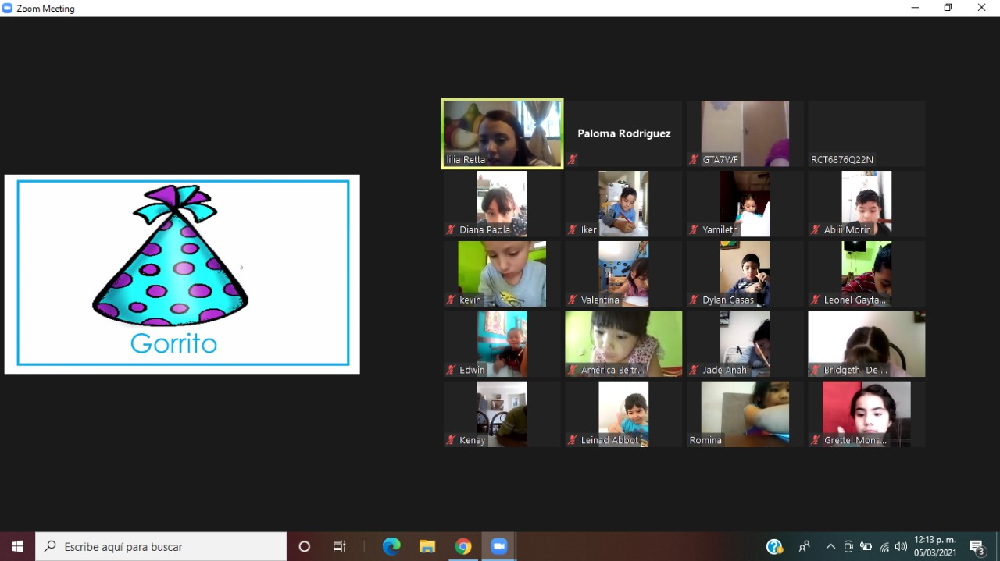 Zoom Meeting
Gorrito
lilia Retta
Paloma Rodriguez
GTA7WF
RCT6876Q22N
Diana Paola
Iker
Yamileth
Abiii Morin
kevin
Valentina
Dylan Casas
Leonel Gayta...
Edwin
América Beltr...
Jade Anahi
Bridgeth De ...
Kenay
Leinad Abbot
Romina
Grettel Mons...
Escribe aquí para buscar
12:13 p. m.
05/03/2021
3